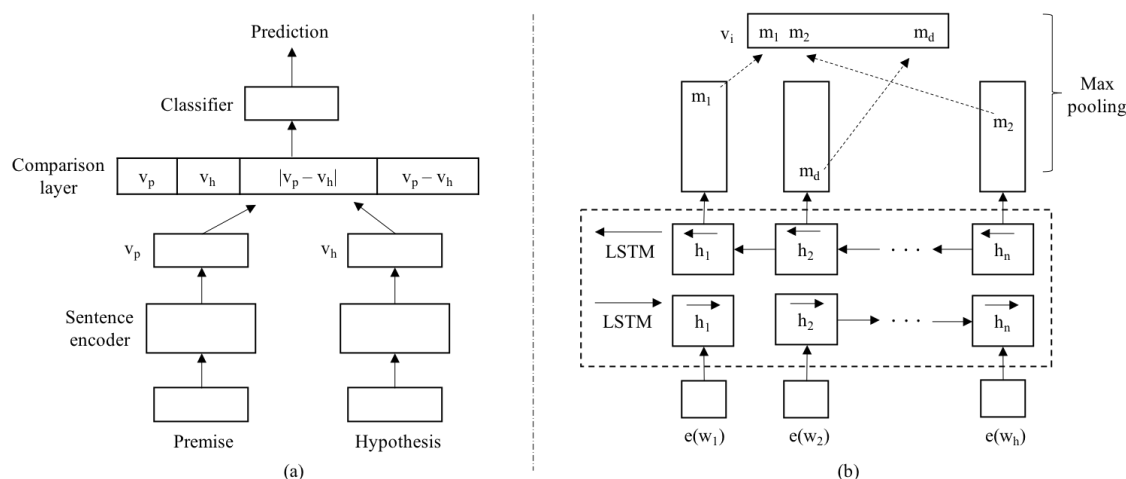 Prediction
Classifier
Comparison
layer
v_p
v_h
|v_p – v_h|
v_p – v_h
v_p
v_h
Sentence
encoder
Premise
Hypothesis
(a)
v_i
m_1 m_2 m_d
Max
pooling
m_1
m_d
m_2
LSTM
h_1
h_2
· · ·
h_n
LSTM
h_1
h_2
· · ·
h_n
e(w_1)
e(w_2)
e(w_h)
(b)